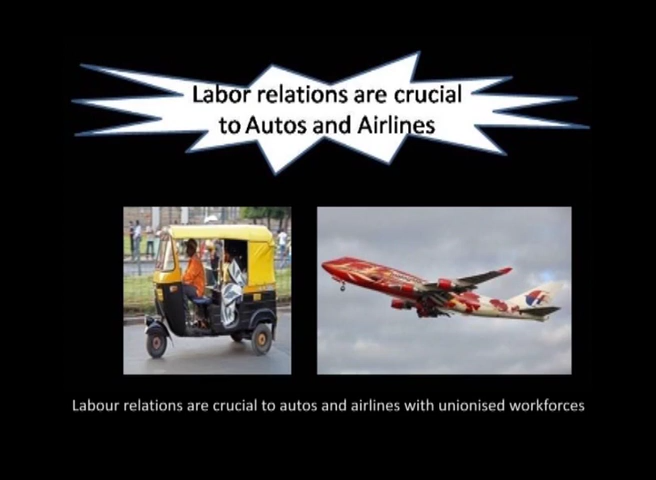 Labor relations are crucial
to Autos and Airlines
Labour relations are crucial to autos and airlines with unionised workforces